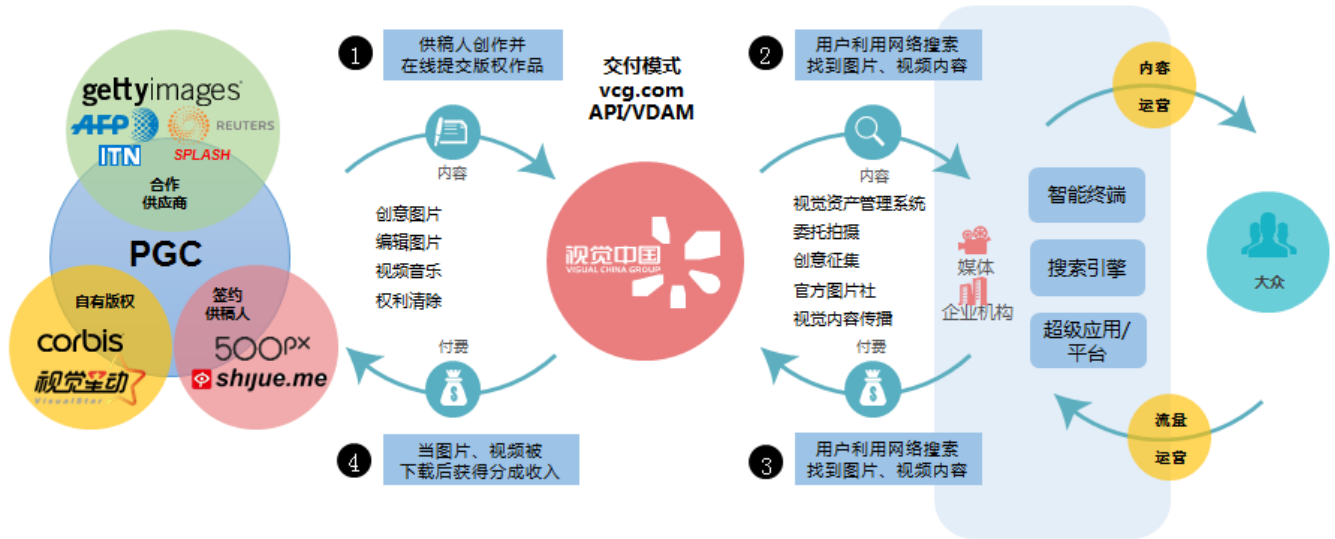 gettyimages
AFP
REUTERS
ITN
SPLASH
合作
供应商
PGC
自有版权
corbis
视觉星动
VisualStar
签约
供稿人
500px
shijue.me
1
供稿人创作并
在线提交版权作品
内容
创意图片
编辑图片
视频音乐
权利清除
付费
4
当图片、视频被
下载后获得分成收入
交付模式
vcg.com
API/VDAM
视觉中国
VISUAL CHINA GROUP
2
用户利用网络搜索
找到图片、视频内容
内容
视觉资产管理系统
委托拍摄
创意征集
官方图片社
视觉内容传播
付费
3
用户利用网络搜索
找到图片、视频内容
媒体
企业机构
智能终端
搜索引擎
超级应用/
平台
内容
运营
大众
流量
运营